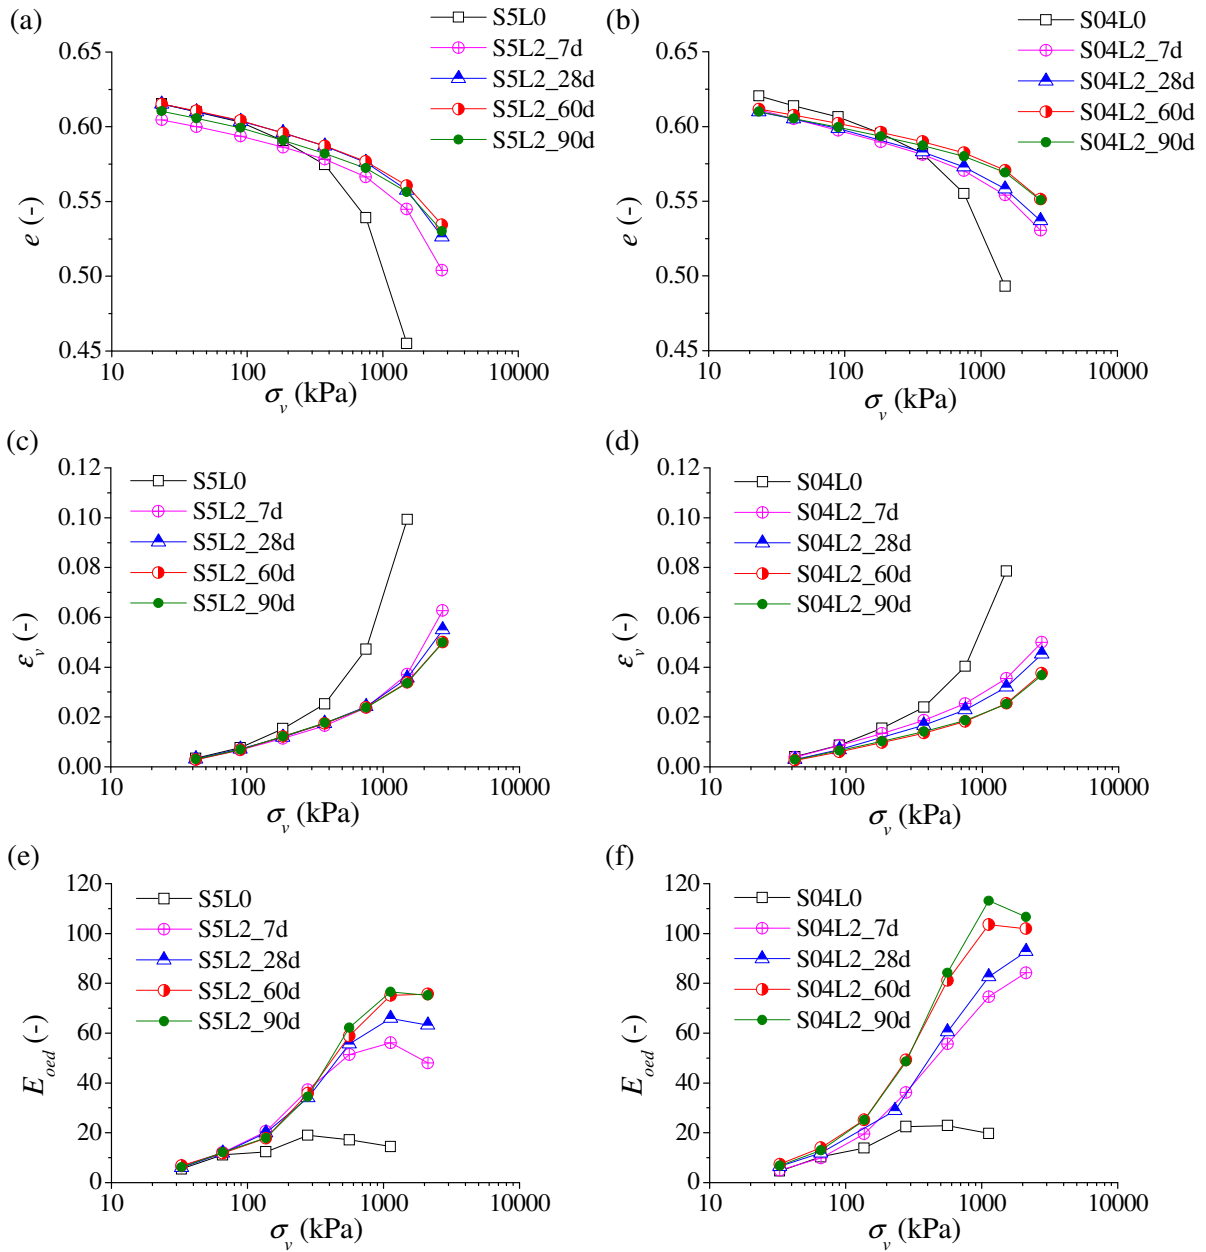 (a)
S5L0
S5L2_7d
S5L2_28d
S5L2_60d
S5L2_90d
0.65
0.60
0.55
0.50
0.45
e (-)
10
100
1000
10000
σv (kPa)
(b)
S04L0
S04L2_7d
S04L2_28d
S04L2_60d
S04L2_90d
0.65
0.60
0.55
0.50
0.45
e (-)
10
100
1000
10000
σv (kPa)
(c)
S5L0
S5L2_7d
S5L2_28d
S5L2_60d
S5L2_90d
0.12
0.10
0.08
0.06
0.04
0.02
0.00
εv (-)
10
100
1000
10000
σv (kPa)
(d)
S04L0
S04L2_7d
S04L2_28d
S04L2_60d
S04L2_90d
0.12
0.10
0.08
0.06
0.04
0.02
0.00
εv (-)
10
100
1000
10000
σv (kPa)
(e)
S5L0
S5L2_7d
S5L2_28d
S5L2_60d
S5L2_90d
120
100
80
60
40
20
0
Eoed (-)
10
100
1000
10000
σv (kPa)
(f)
S04L0
S04L2_7d
S04L2_28d
S04L2_60d
S04L2_90d
120
100
80
60
40
20
0
Eoed (-)
10
100
1000
10000
σv (kPa)